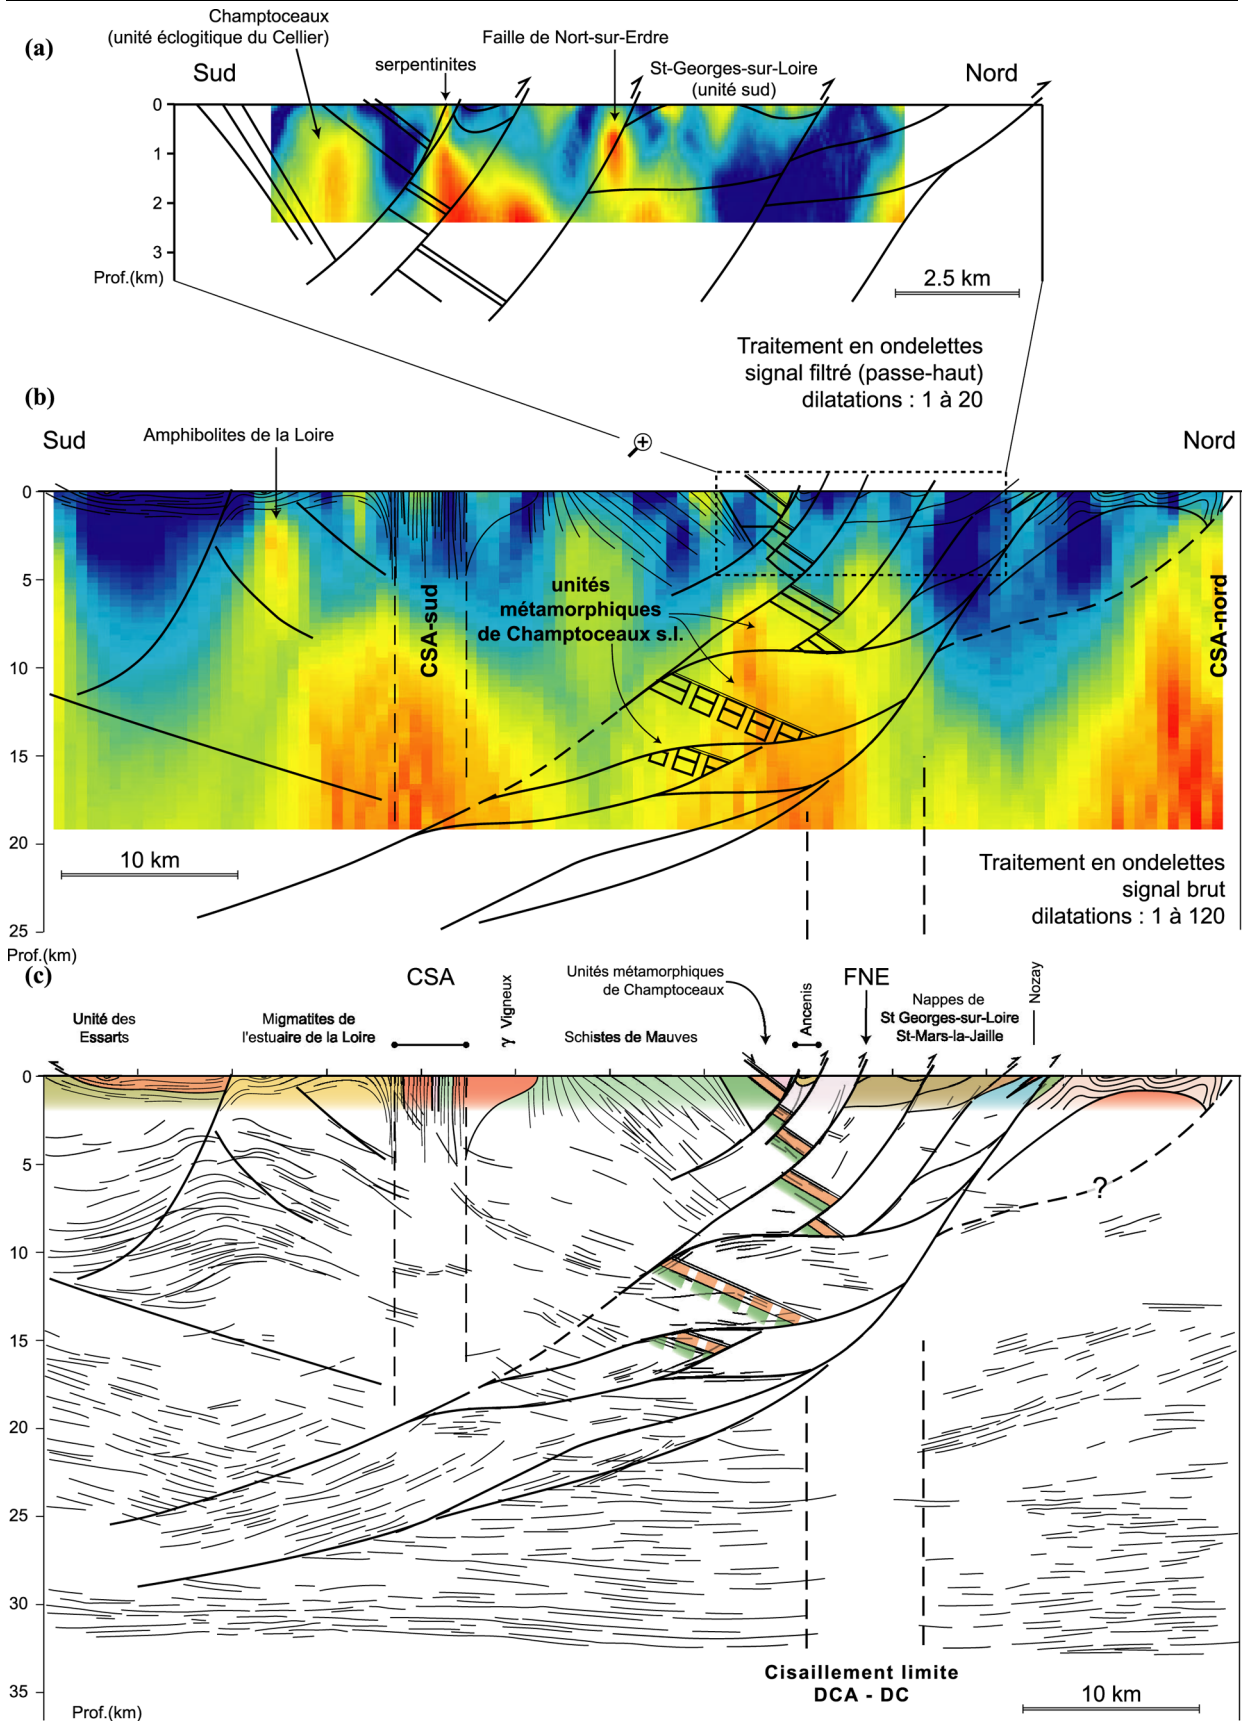 (a)
Champtoceaux
(unité éclogitique du Cellier)
Sud
serpentinites
Faille de Nort-sur-Erdre
St-Georges-sur-Loire
(unité sud)
Nord
0
1
2
3
Prof.(km)
2.5 km
Traitement en ondelettes
signal filtré (passe-haut)
dilatations : 1 à 20
(b)
Sud
Amphibolites de la Loire
Nord
0
5
10
15
20
25
Prof.(km)
CSA-sud
unités
métamorphiques
de Champtoceaux s.l.
CSA-nord
10 km
Traitement en ondelettes
signal brut
dilatations : 1 à 120
(c)
Unité des
Essarts
Migmatites de
l'estuaire de la Loire
CSA
γ Vigneux
Schistes de Mauves
Unités métamorphiques
de Champtoceaux
Ancenis
FNE
Nappes de
St Georges-sur-Loire
St-Mars-la-Jaille
Nozay
0
5
10
15
20
25
30
35
Prof.(km)
?
Cisaillement limite
DCA - DC
10 km